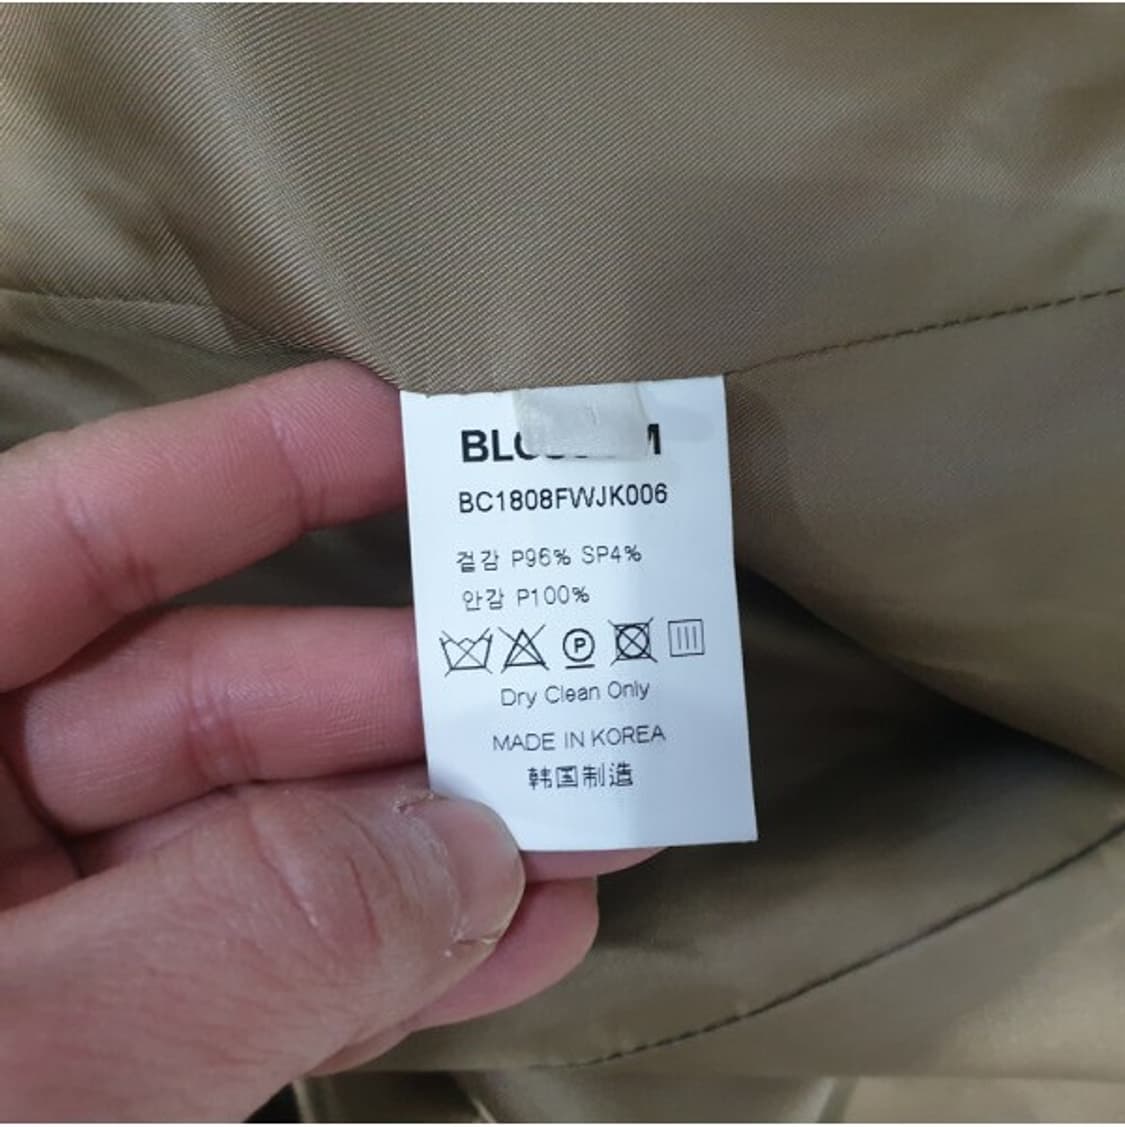 BC1808FWJK006
겉감 P96% SP4%
안감 P100%
P
Dry Clean Only
MADE IN KOREA
韩国制造